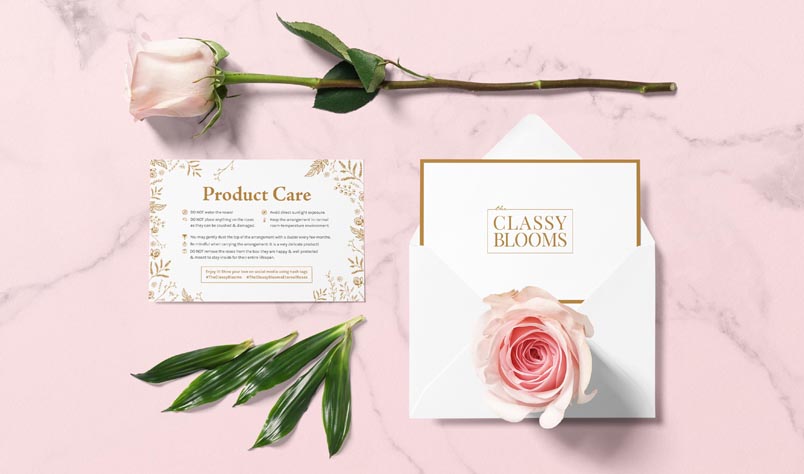 Product Care
DO NOT water the roses
DO NOT place anything on the roses
as they can be crushed & damaged.
Avoid direct sunlight exposure.
Keep the arrangement in normal
room-temperature environment.
You may gently dust the top of the arrangement with a duster every few months.
Be mindful when carrying the arrangement; it is a very delicate product!
DO NOT remove the roses from the box; they are happy & well-protected
& meant to stay inside for their entire lifespan.
Enjoy & Show your love on social media using hash tags
the
CLASSY
BLOOMS